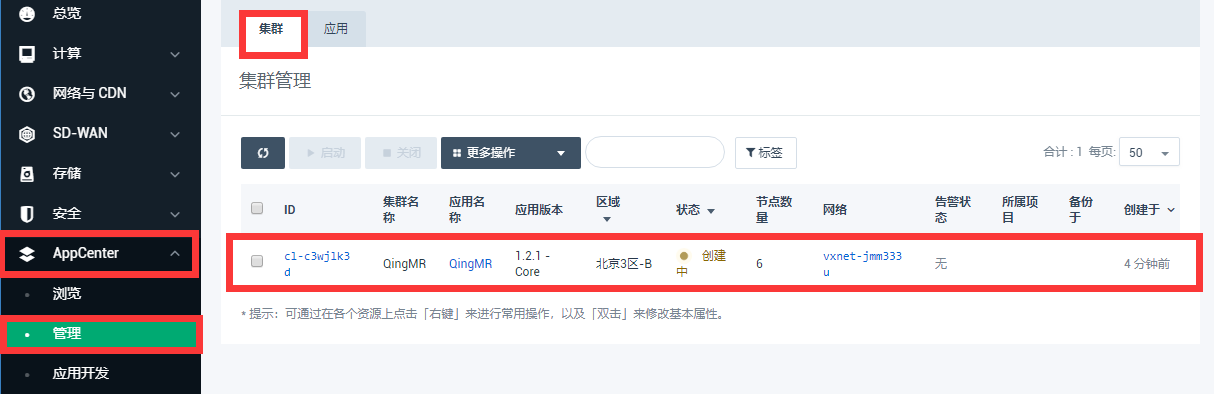 总览
计算
网络与 CDN
SD-WAN
存储
安全
AppCenter
浏览
管理
应用开发
集群 应用
集群管理
启动 关闭 更多操作 标签 合计 : 1 每页: 50
ID 集群名称 应用名称 应用版本 区域 状态 节点数量 网络 告警状态 所属项目 备份于 创建于
cl-c3wjlk3d QingMR QingMR 1.2.1 - Core 北京3区-B 创建中 6 vxnet-jmm333u 无 4 分钟前
* 提示：可通过在各个资源上点击「右键」来进行常用操作，以及「双击」来修改基本属性。